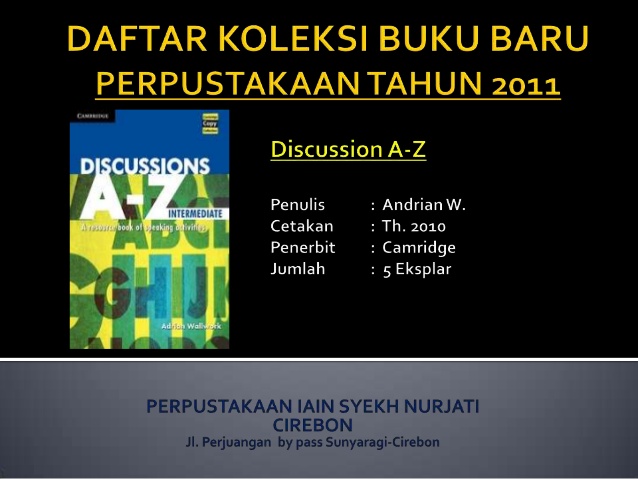 DAFTAR KOLEKSI BUKU BARU
PERPUSTAKAAN TAHUN 2011
CAMBRIDGE
Copy
DISCUSSIONS
A-Z
INTERMEDIATE
A resource book of speaking activities
Adrian Wallwork
Discussion A-Z
Penulis : Andrian W.
Cetakan : Th. 2010
Penerbit : Camridge
Jumlah : 5 Eksplar
PERPUSTAKAAN IAIN SYEKH NURJATI
CIREBON
Jl. Perjuangan by pass Sunyaragi-Cirebon